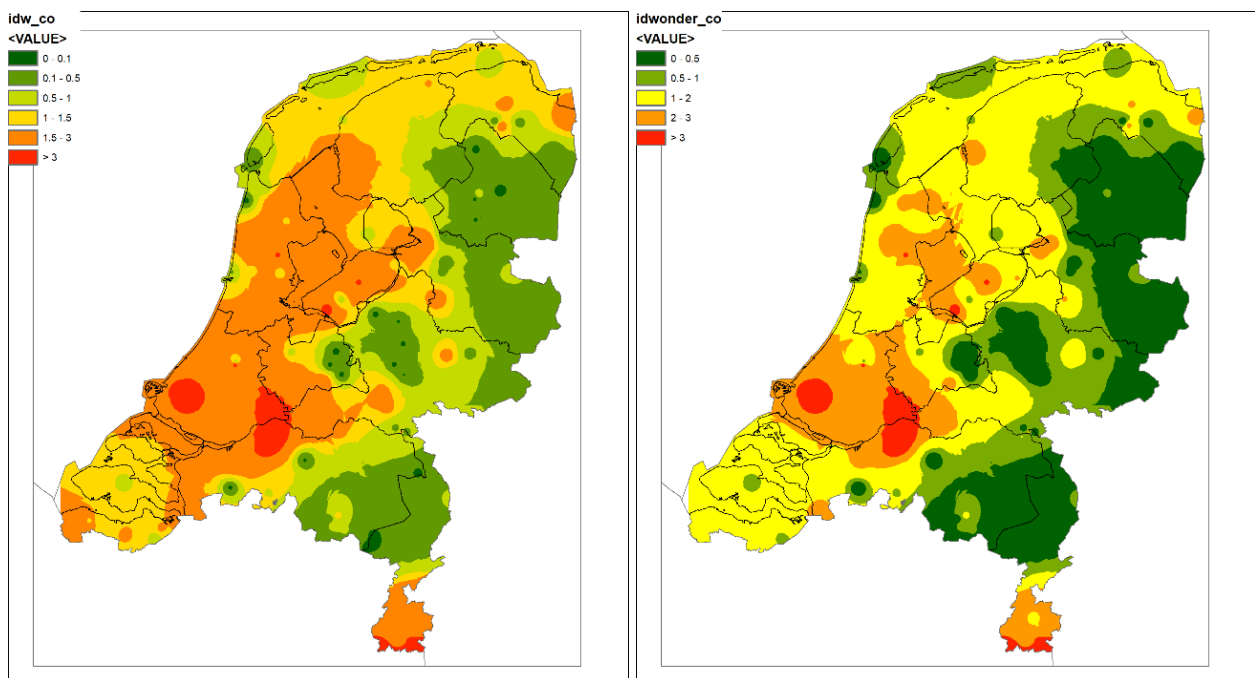 idw_co
<VALUE>
0 - 0.1
0.1 - 0.5
0.5 - 1
1 - 1.5
1.5 - 3
> 3
idwonder_co
<VALUE>
0 - 0.5
0.5 - 1
1 - 2
2 - 3
> 3